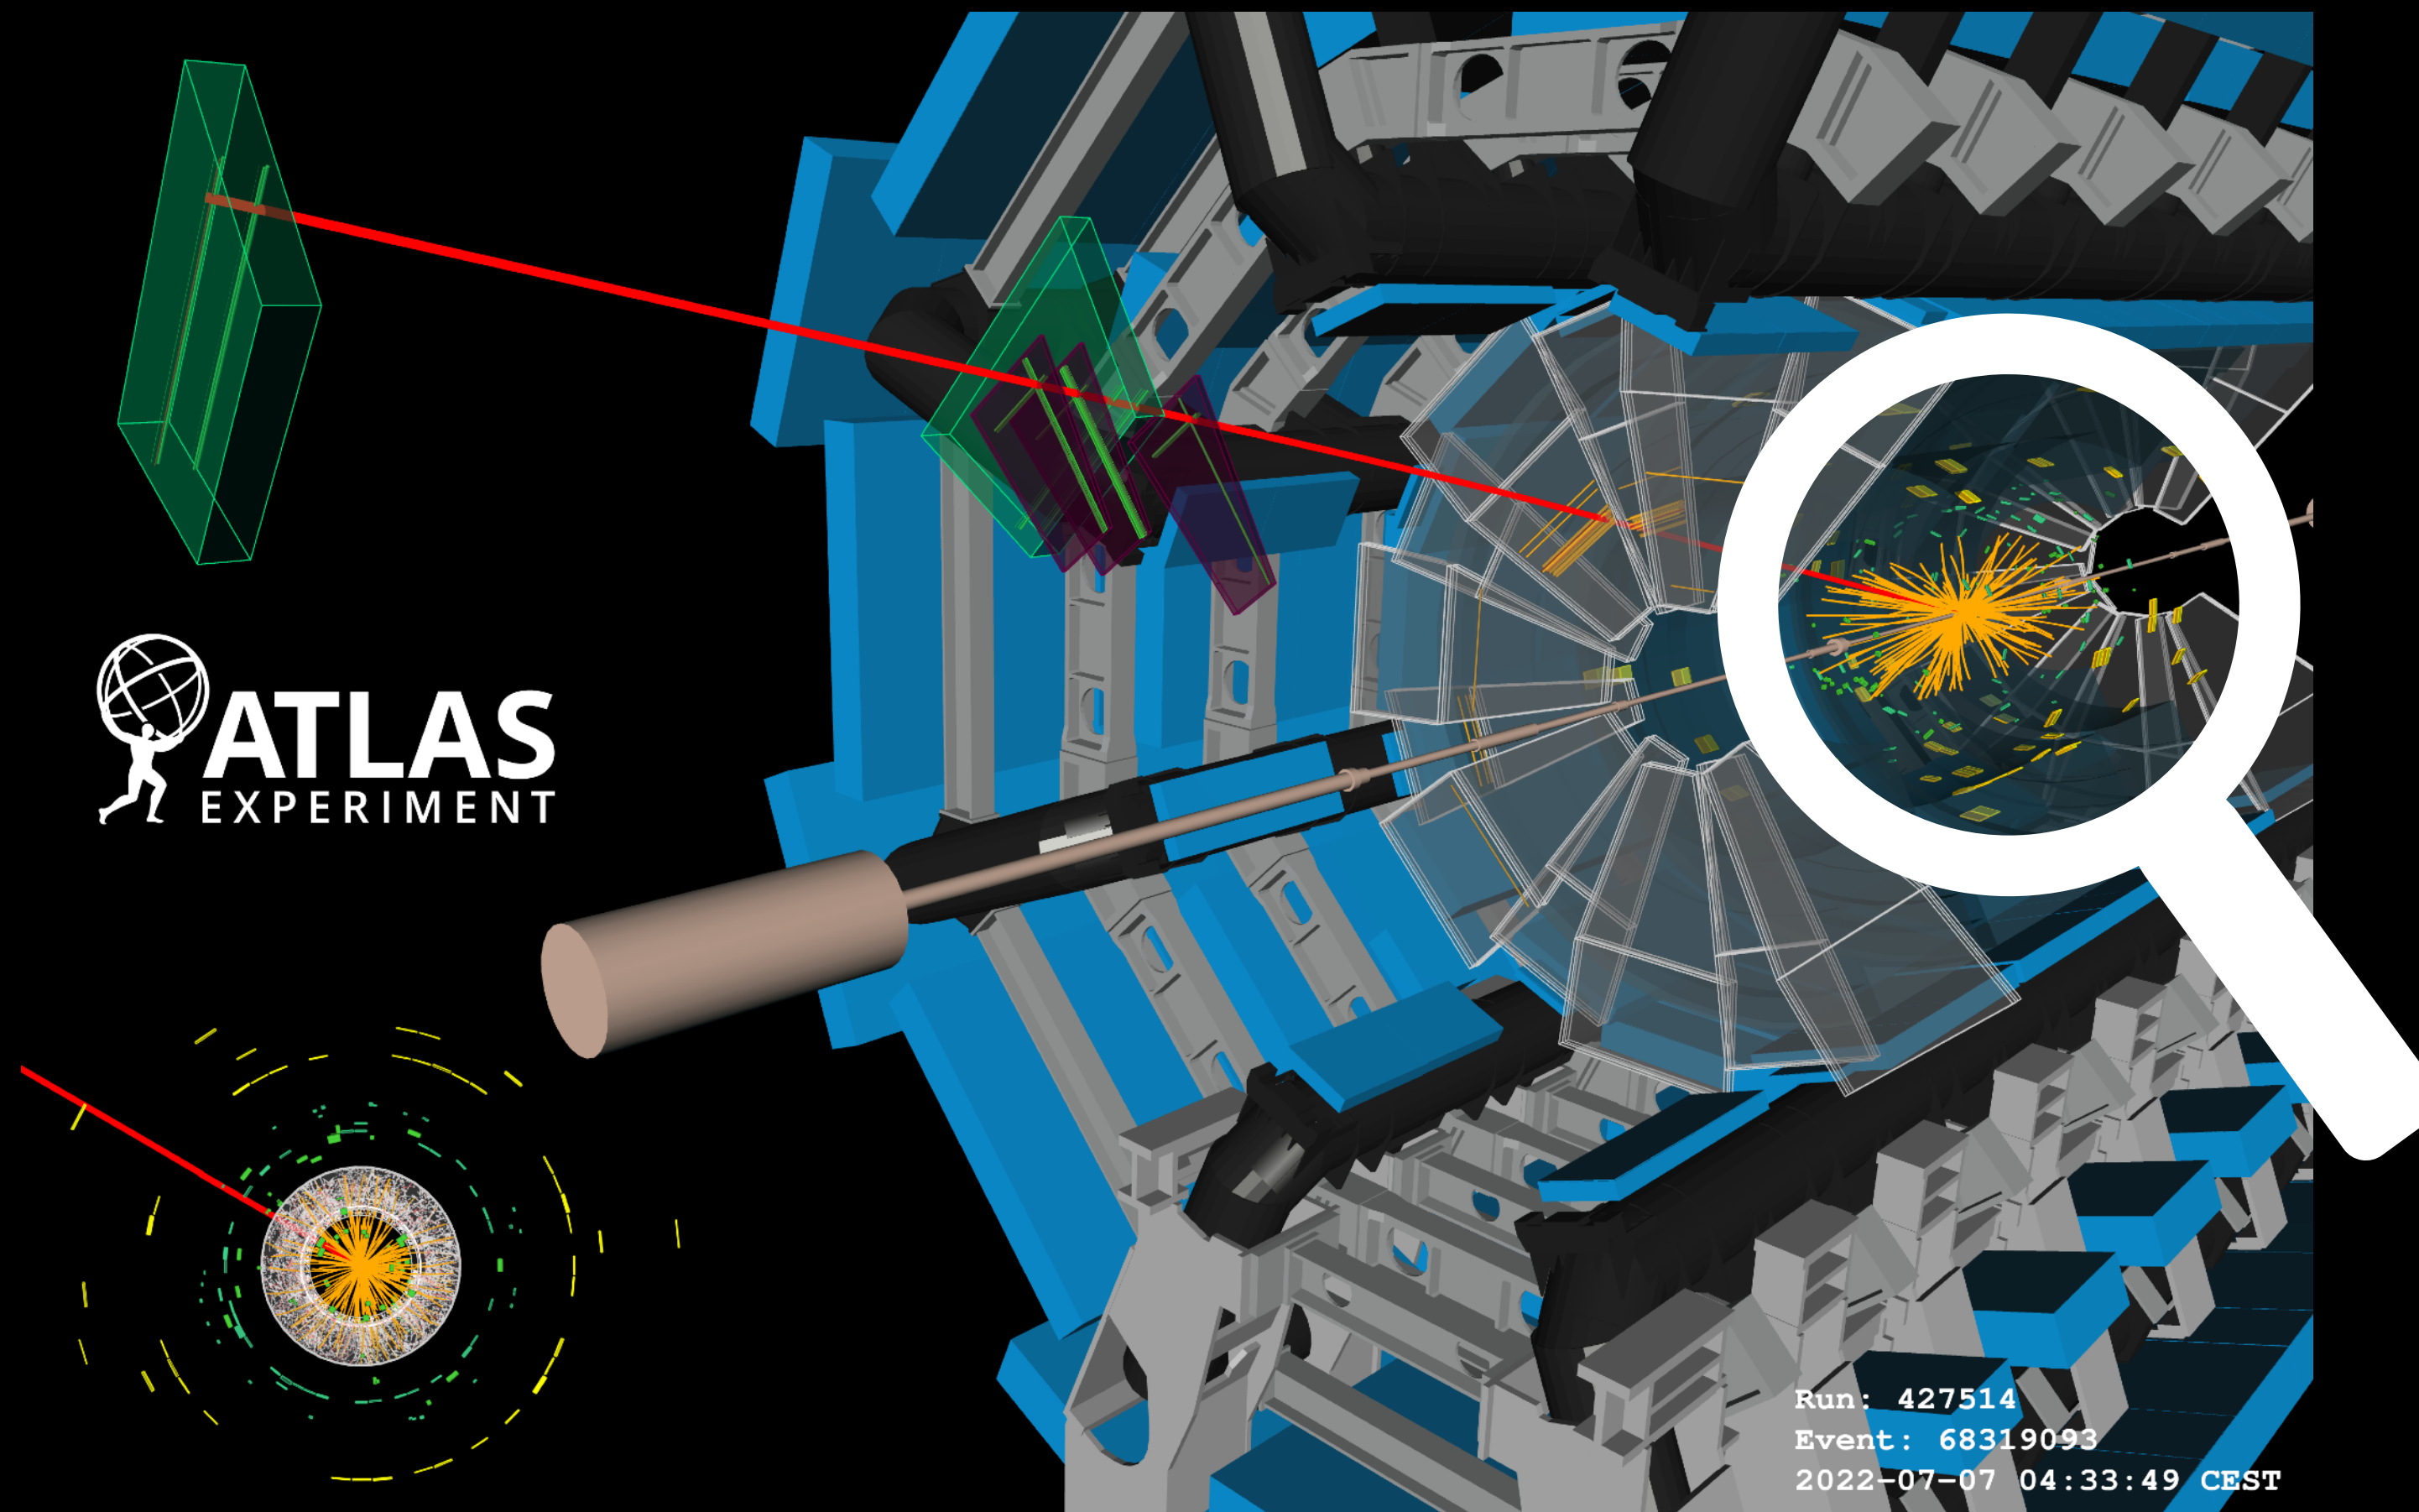 ATLAS
EXPERIMENT
Run: 427514
Event: 68319093
2022-07-07 04:33:49 CEST